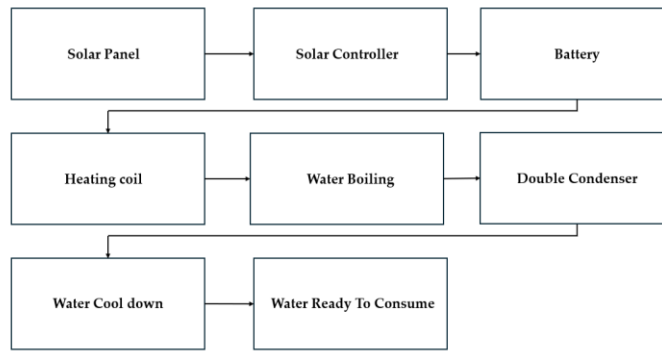 Solar Panel
Solar Controller
Battery
Heating coil
Water Boiling
Double Condenser
Water Cool down
Water Ready To Consume